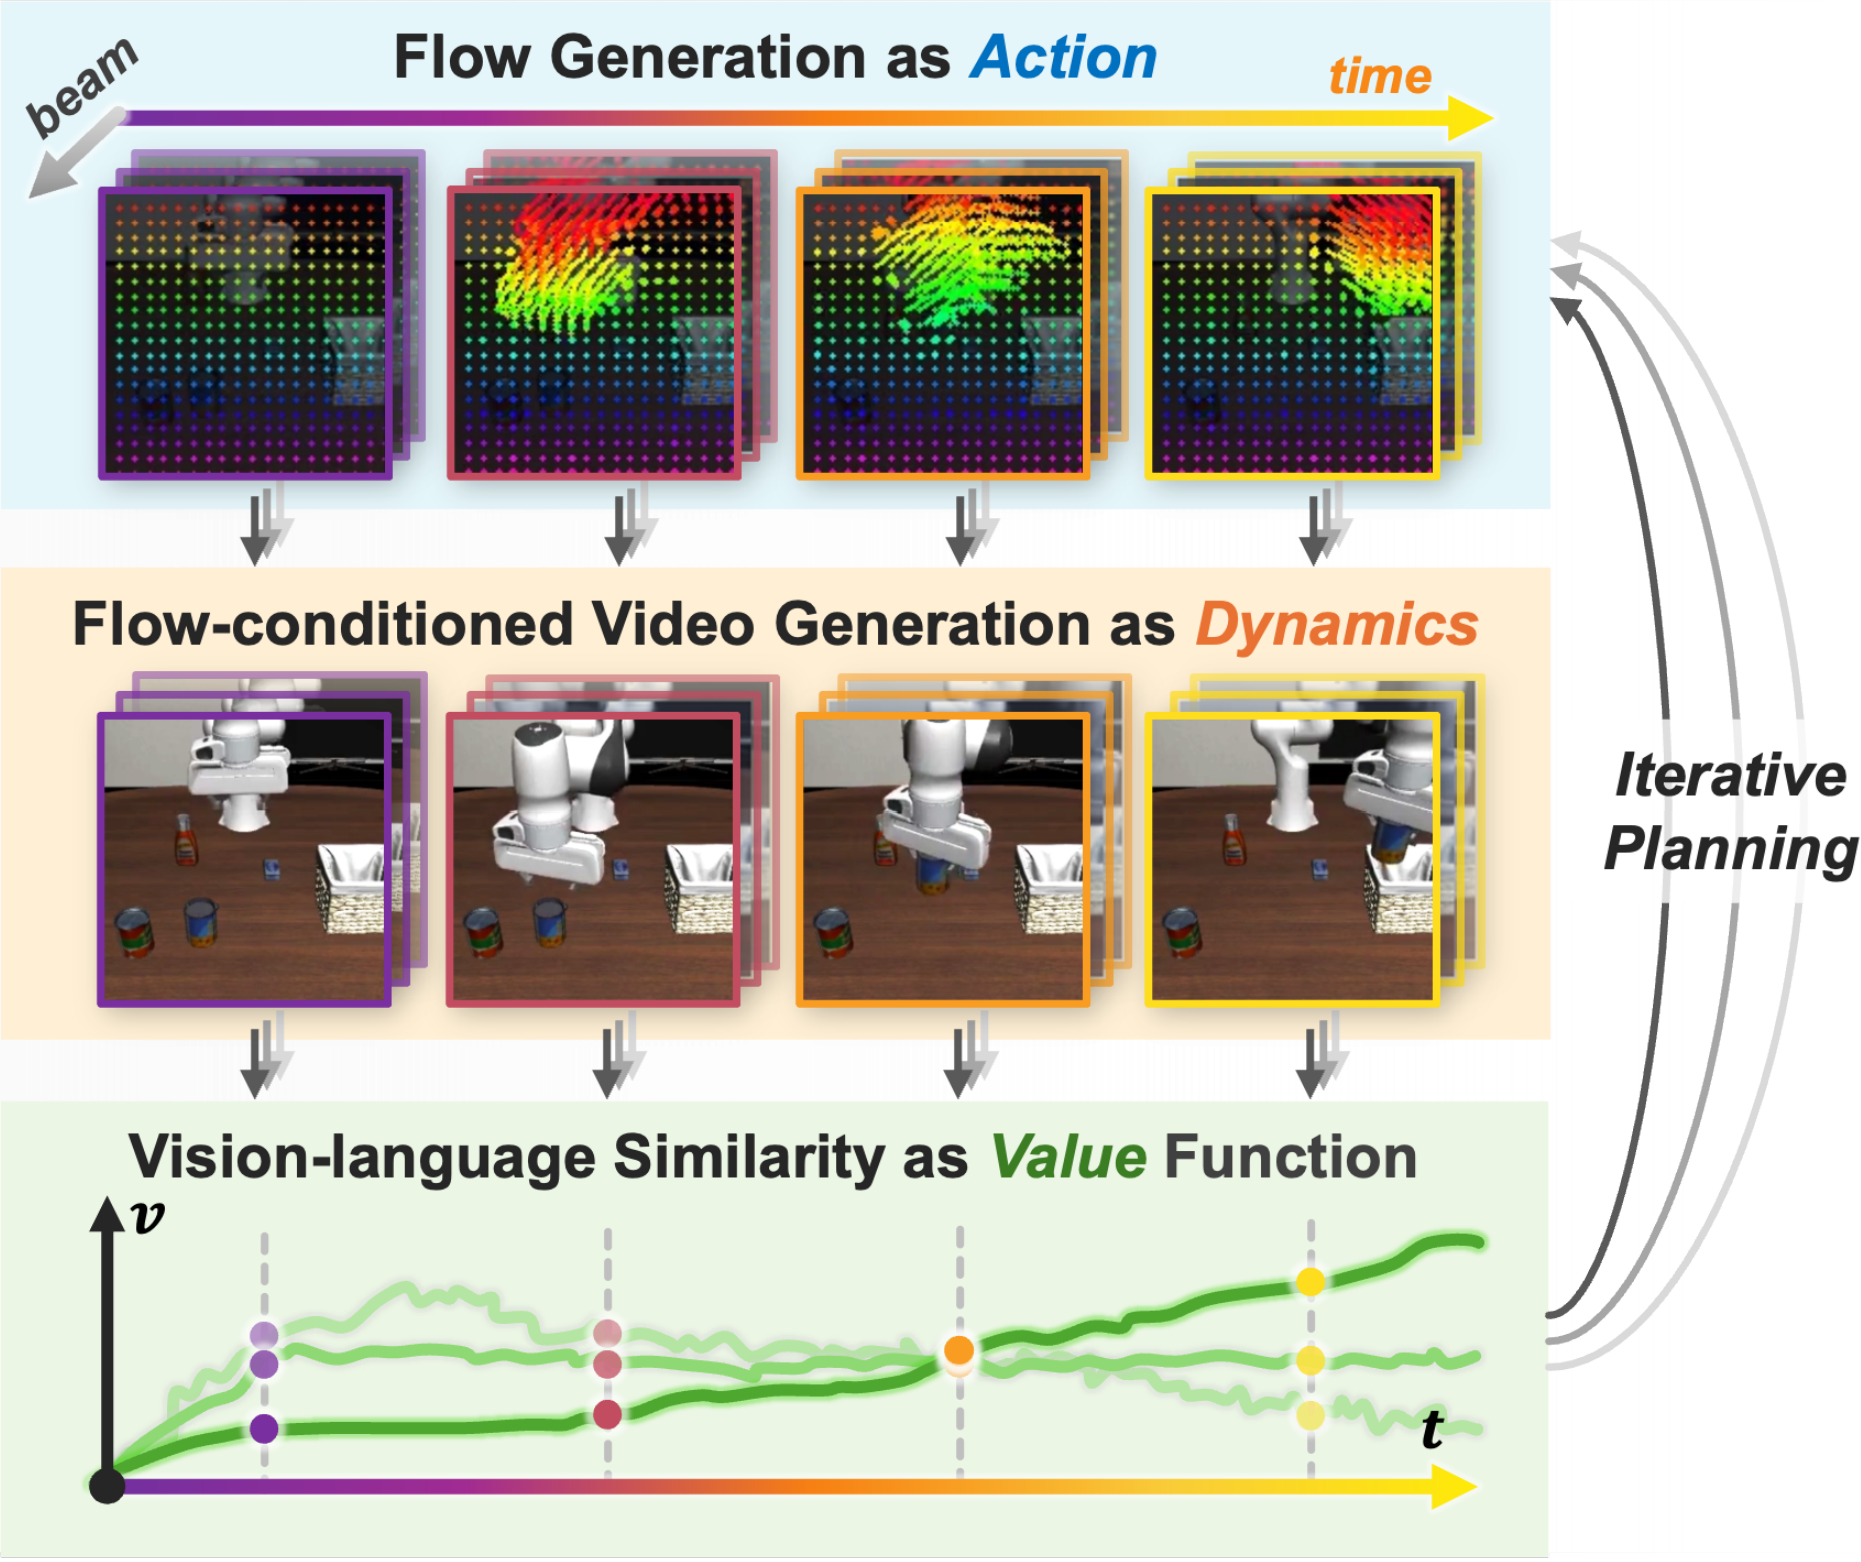 Flow Generation as Action
beam
time
Flow-conditioned Video Generation as Dynamics
Iterative
Planning
Vision-language Similarity as Value Function
v
t